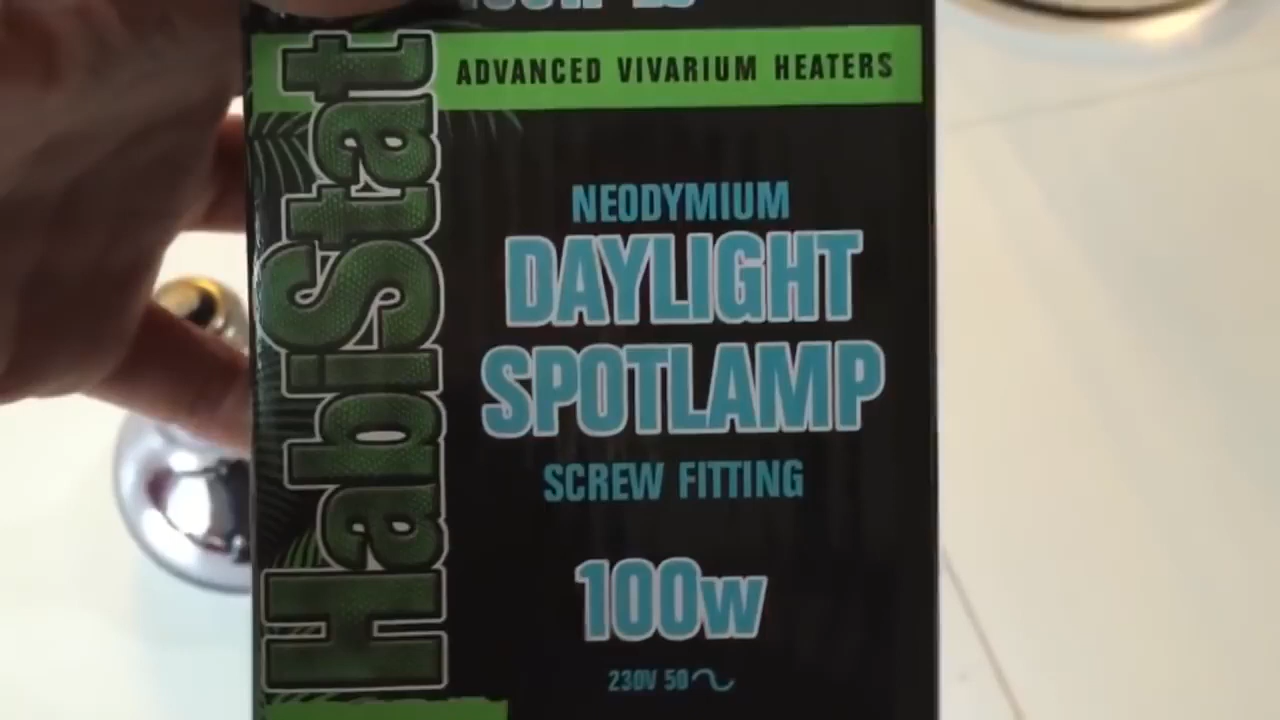 ADVANCED VIVARIUM HEATERS
HabiStat
NEODYMIUM
DAYLIGHT
SPOTLAMP
SCREW FITTING
100w
230V 50~